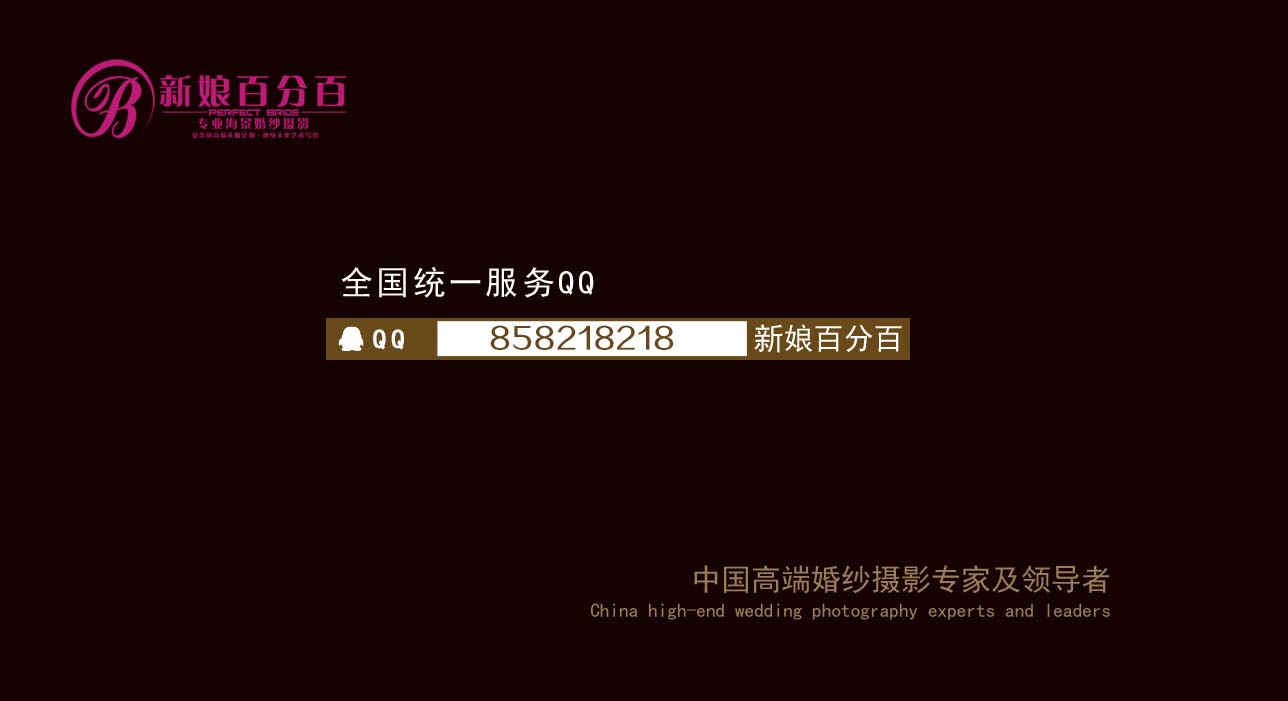 新娘百分百
PERFECT BRIDE
专业海景婚纱摄影
全国统一服务QQ
QQ 858218218 新娘百分百
中国高端婚纱摄影专家及领导者
China high-end wedding photography experts and leaders